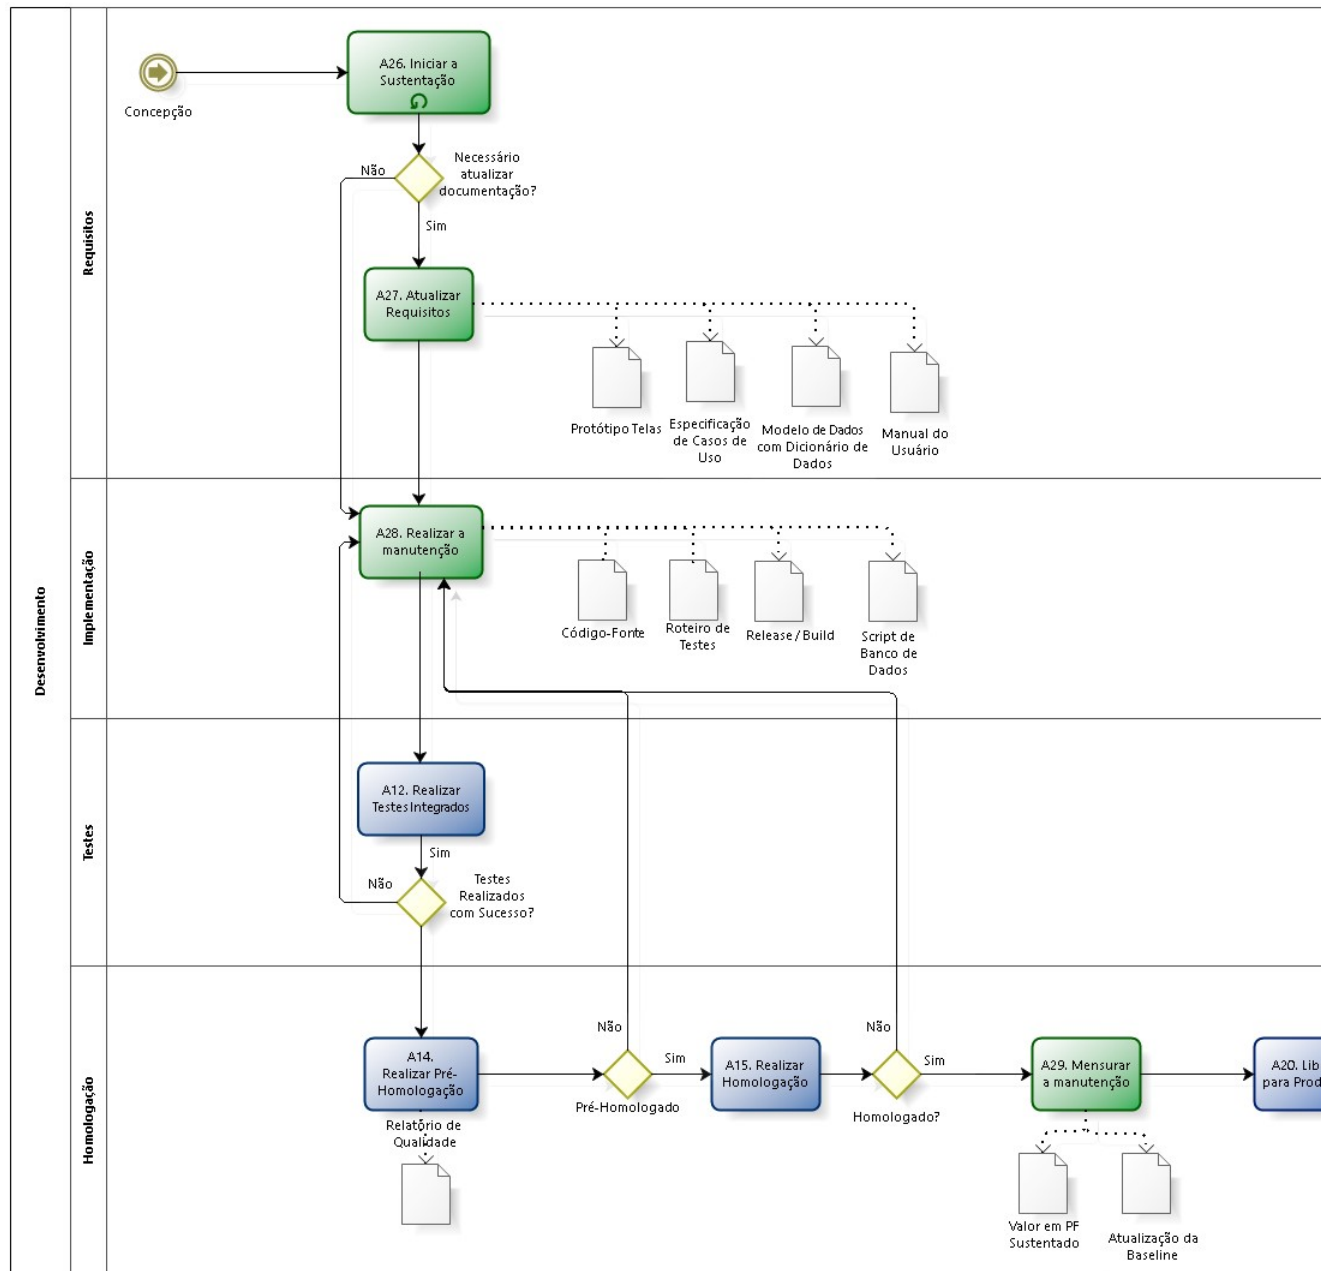 Desenvolvimento
Requisitos
Concepção
A26. Iniciar a
Sustentação
Necessário
atualizar
documentação?
Não
Sim
A27. Atualizar
Requisitos
Protótipo Telas
Especificação
de Casos de
Uso
Modelo de Dados
com Dicionário de
Dados
Manual do
Usuário
Implementação
A28. Realizar a
manutenção
Código-Fonte
Roteiro de
Testes
Release / Build
Script de
Banco de
Dados
Testes
A12. Realizar
Testes Integrados
Sim
Não
Testes
Realizados
com Sucesso?
Homologação
A14.
Realizar Pré-
Homologação
Relatório de
Qualidade
Não
Sim
Pré-Homologado
A15. Realizar
Homologação
Não
Sim
Homologado?
A29. Mensurar
a manutenção
Valor em PF
Sustentado
Atualização da
Baseline
A20. Lib
para Prod